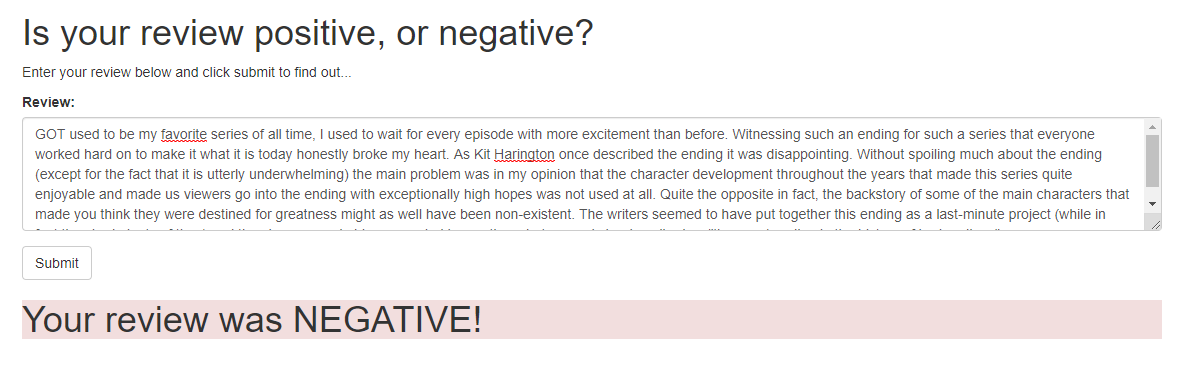 Is your review positive, or negative?
Enter your review below and click submit to find out...
Review:
GOT used to be my favorite series of all time, I used to wait for every episode with more excitement than before. Witnessing such an ending for such a series that everyone
worked hard on to make it what it is today honestly broke my heart. As Kit Harington once described the ending it was disappointing. Without spoiling much about the ending
(except for the fact that it is utterly underwhelming) the main problem was in my opinion that the character development throughout the years that made this series quite
enjoyable and made us viewers go into the ending with exceptionally high hopes was not used at all. Quite the opposite in fact, the backstory of some of the main characters that
made you think they were destined for greatness might as well have been non-existent. The writers seemed to have put together this ending as a last-minute project (while in
Submit
Your review was NEGATIVE!